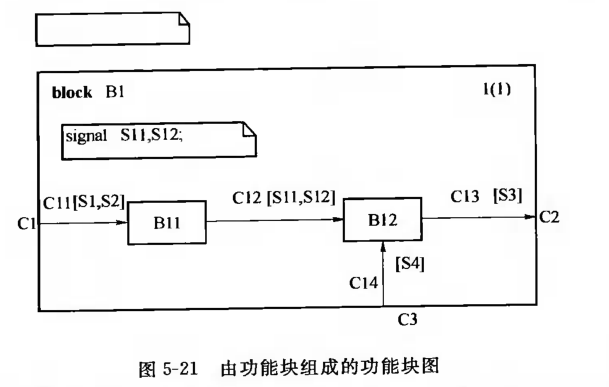 block B1
1(1)
signal S11,S12;
C11[S1,S2]
C12 [S11,S12]
C13 [S3]
C1
B11
B12
C2
[S4]
C14
C3
图 5-21 由功能块组成的功能块图